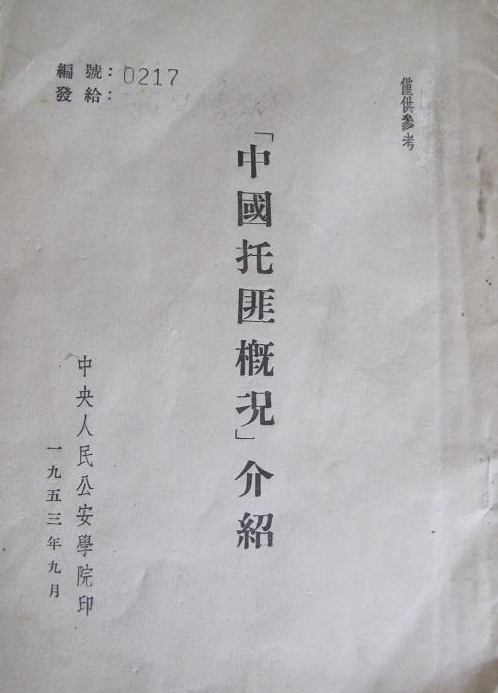 編號：0217
發給：
僅供參考
「中國托匪概況」介紹
中央人民公安學院印
一九五三年九月